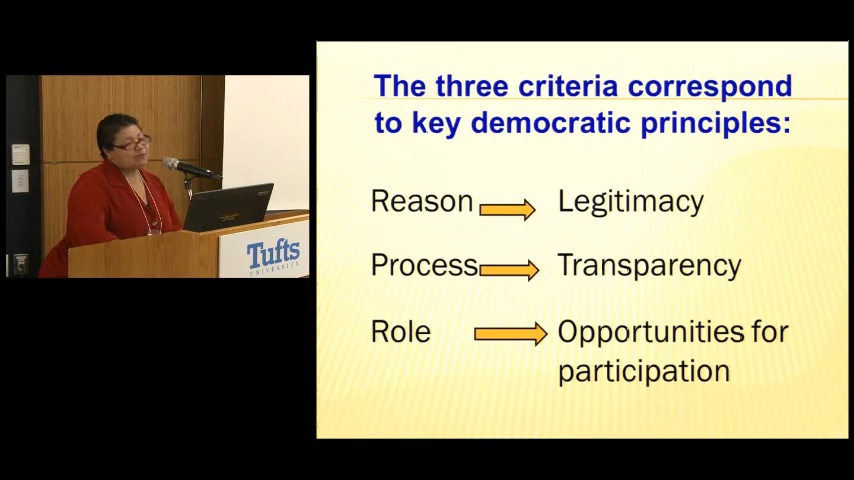 The three criteria correspond
to key democratic principles:
Reason Legitimacy
Process Transparency
Role Opportunities for
participation
Tufts
UNIVERSITY